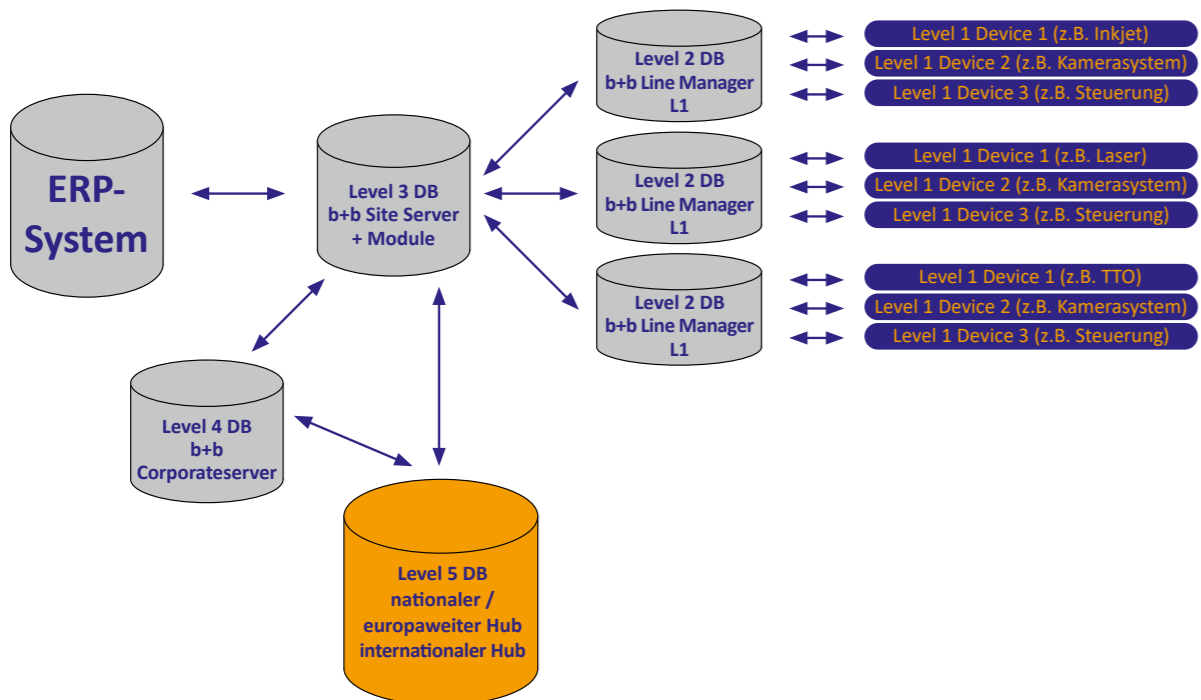 ERP-
System
Level 3 DB
b+b Site Server
+ Module
Level 2 DB
b+b Line Manager
L1
Level 1 Device 1 (z.B. Inkjet)
Level 1 Device 2 (z.B. Kamerasystem)
Level 1 Device 3 (z.B. Steuerung)
Level 2 DB
b+b Line Manager
L1
Level 1 Device 1 (z.B. Laser)
Level 1 Device 2 (z.B. Kamerasystem)
Level 1 Device 3 (z.B. Steuerung)
Level 2 DB
b+b Line Manager
L1
Level 1 Device 1 (z.B. TTO)
Level 1 Device 2 (z.B. Kamerasystem)
Level 1 Device 3 (z.B. Steuerung)
Level 4 DB
b+b
Corporateserver
Level 5 DB
nationaler /
europaweiter Hub
internationaler Hub